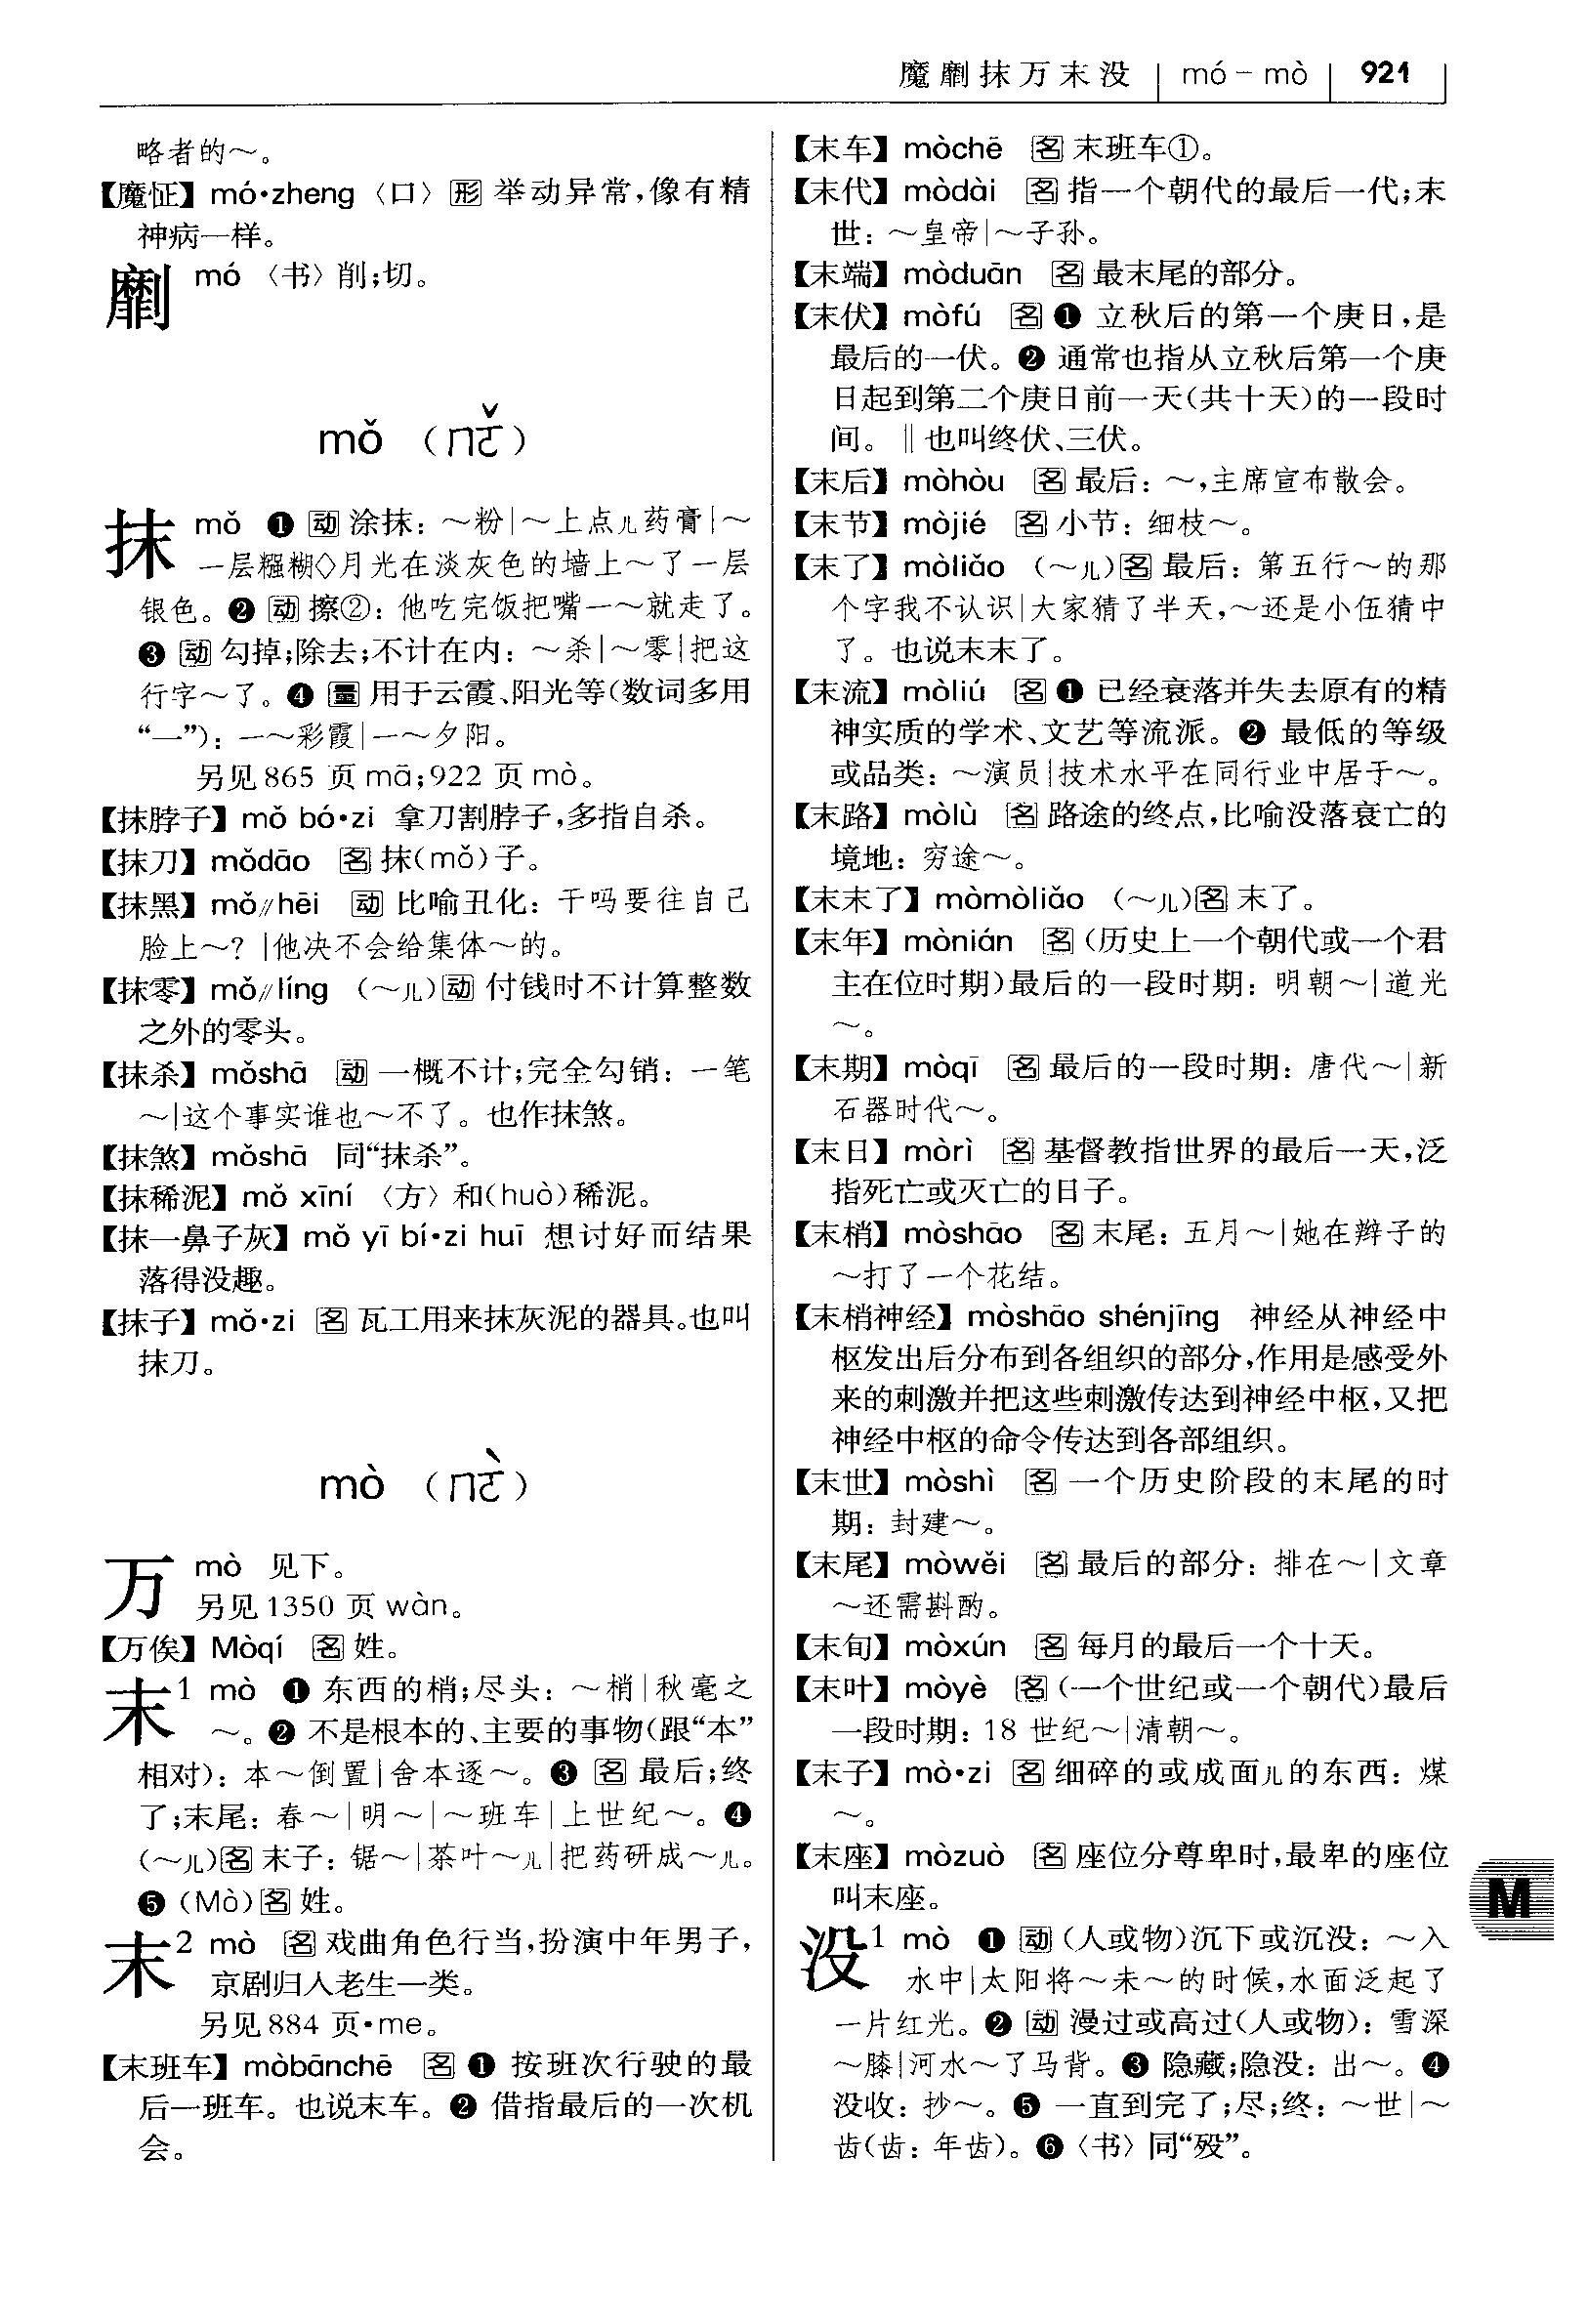 魔劘抹万末没 | mó－mò | 921
略者的～。
【魔怔】mó·zheng 〈口〉 形 举动异常,像有精
神病一样。
劘 mó 〈书〉削;切。
mǒ （ㄇㄛˇ）
抹 mǒ ❶ 动 涂抹：～粉|～上点儿药膏|～
一层糨糊◇月光在淡灰色的墙上～了一层
银色。❷ 动 擦②：他吃完饭把嘴一～就走了。
❸ 动 勾掉;除去;不计在内：～杀|～零|把这
行字～了。❹ 量 用于云霞、阳光等(数词多用
“一”)：一～彩霞|一～夕阳。
另见865 页 mā;922 页 mò。
【抹脖子】mǒ bó·zi 拿刀割脖子,多指自杀。
【抹刀】mǒdāo 名 抹(mǒ)子。
【抹黑】mǒ∥hēi 动 比喻丑化：干吗要往自己
脸上～？|他决不会给集体～的。
【抹零】mǒ∥líng （～儿）动 付钱时不计算整数
之外的零头。
【抹杀】mǒshā 动 一概不计;完全勾销：一笔
～|这个事实谁也～不了。也作抹煞。
【抹煞】mǒshā 同“抹杀”。
【抹稀泥】mǒ xīní 〈方〉和(huò)稀泥。
【抹一鼻子灰】mǒ yī bí·zi huī 想讨好而结果
落得没趣。
【抹子】mǒ·zi 名 瓦工用来抹灰泥的器具。也叫
抹刀。
mò （ㄇㄛˋ）
万 mò 见下。
另见1350 页 wàn。
【万俟】Mòqí 名 姓。
末1 mò ❶ 东西的梢;尽头：～梢|秋毫之
～。❷ 不是根本的、主要的事物(跟“本”
相对)：本～倒置|舍本逐～。❸ 名 最后;终
了;末尾：春～|明～|～班车|上世纪～。❹
(～儿)名 末子：锯～|茶叶～儿|把药研成～儿。
❺ (Mò) 名 姓。
末2 mò 名 戏曲角色行当,扮演中年男子,
京剧归入老生一类。
另见884 页·me。
【末班车】mòbānchē 名 ❶ 按班次行驶的最
后一班车。也说末车。❷ 借指最后的一次机
会。
【末车】mòchē 名 末班车①。
【末代】mòdài 名 指一个朝代的最后一代;末
世：～皇帝|～子孙。
【末端】mòduān 名 最末尾的部分。
【末伏】mòfú 名 ❶ 立秋后的第一个庚日,是
最后的一伏。❷ 通常也指从立秋后第一个庚
日起到第二个庚日前一天(共十天)的一段时
间。‖也叫终伏、三伏。
【末后】mòhòu 名 最后：～,主席宣布散会。
【末节】mòjié 名 小节：细枝～。
【末了】mòliǎo （～儿）名 最后：第五行～的那
个字我不认识|大家猜了半天,～还是小伍猜中
了。也说末末了。
【末流】mòliú 名 ❶ 已经衰落并失去原有的精
神实质的学术、文艺等流派。❷ 最低的等级
或品类：～演员|技术水平在同行业中居于～。
【末路】mòlù 名 路途的终点,比喻没落衰亡的
境地：穷途～。
【末末了】mòmòliǎo （～儿）名 末了。
【末年】mònián 名 (历史上一个朝代或一个君
主在位时期)最后的一段时期：明朝～|道光
～。
【末期】mòqī 名 最后的一段时期：唐代～|新
石器时代～。
【末日】mòrì 名 基督教指世界的最后一天,泛
指死亡或灭亡的日子。
【末梢】mòshāo 名 末尾：五月～|她在辫子的
～打了一个花结。
【末梢神经】mòshāo shénjīng 神经从神经中
枢发出后分布到各组织的部分,作用是感受外
来的刺激并把这些刺激传达到神经中枢,又把
神经中枢的命令传达到各部组织。
【末世】mòshì 名 一个历史阶段的末尾的时
期：封建～。
【末尾】mòwěi 名 最后的部分：排在～|文章
～还需斟酌。
【末旬】mòxún 名 每月的最后一个十天。
【末叶】mòyè 名 (一个世纪或一个朝代)最后
一段时期：18 世纪～|清朝～。
【末子】mò·zi 名 细碎的或成面儿的东西：煤
～。
【末座】mòzuò 名 座位分尊卑时,最卑的座位
叫末座。
没1 mò ❶ 动 (人或物)沉下或沉没：～入
水中|太阳将～未～的时候,水面泛起了
一片红光。❷ 动 漫过或高过(人或物)：雪深
～膝|河水～了马背。❸ 隐藏;隐没：出～。❹
没收：抄～。❺ 一直到完了;尽;终：～世|～
齿(齿：年齿)。❻〈书〉同“殁”。
M